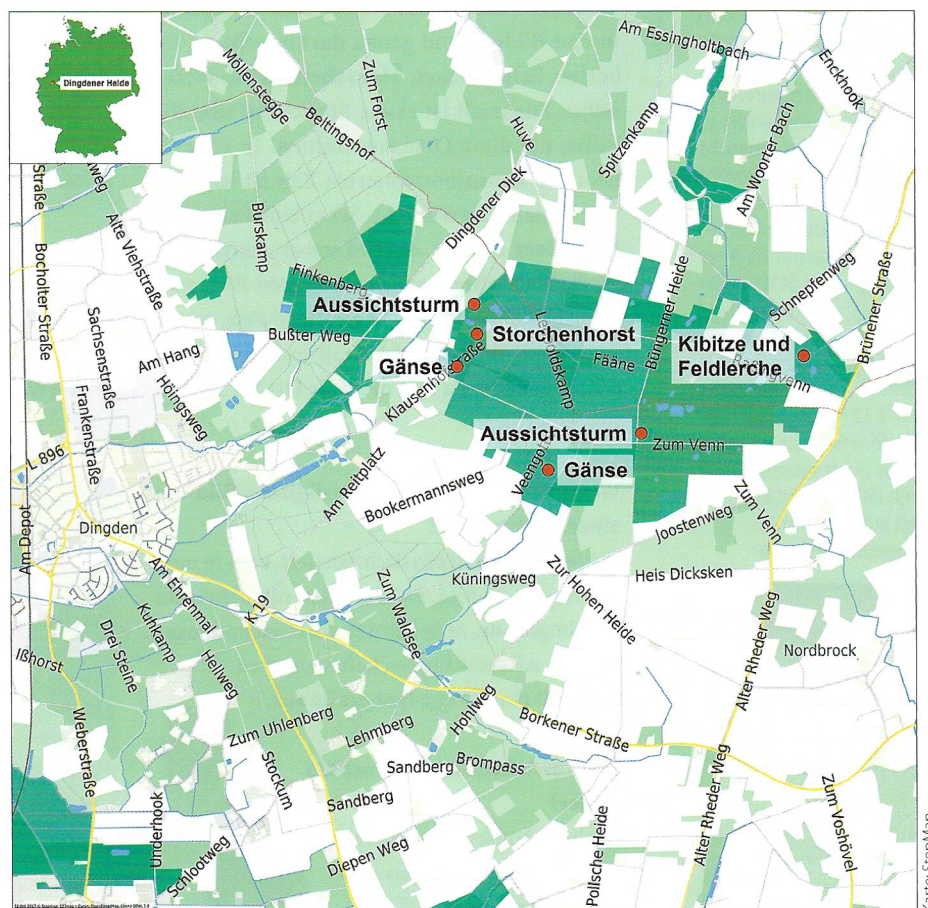 Dingdener Heide
Am Essingholtbach
Enckhook
Möllenstegge
Zum Forst
Beltingshof
Huve
Spitzenkamp
Am Woorter Bach
Straße
Bocholter Straße
Alte Viehstraße
Burskamp
Dingdener Diek
Finkenberg
Schnepfenweg
Brünener Straße
Büngerner Heide
Aussichtsturm
Storchenhorst
Bußter Weg
Sachsenstraße
Am Hang
Gänse
Klausenhofstraße
Fääne
Kibitze und
Feldlerche
Höingsweg
Frankenstraße
L 896
Aussichtsturm
Zum Venn
Gänse
Am Reitplatz
Bookermannsweg
Zum Venn
Joostenweg
Dingden
Am Ehrenmal
K 19
Küningsweg
Zum Waldsee
Zur Hohen Heide
Heis Dicksken
Alter Rheder Weg
Nordbrock
Kuhkamp
Drei Steine
Hellweg
Ißhorst
Weberstraße
Zum Uhlenberg
Lehmberg
Hohlweg
Borkener Straße
Stockum
Sandberg
Brompass
Sandberg
Underhook
Schlootweg
Diepen Weg
Pollsche Heide
Alter Rheder Weg
Zum Voshövel
Karte: StepMap